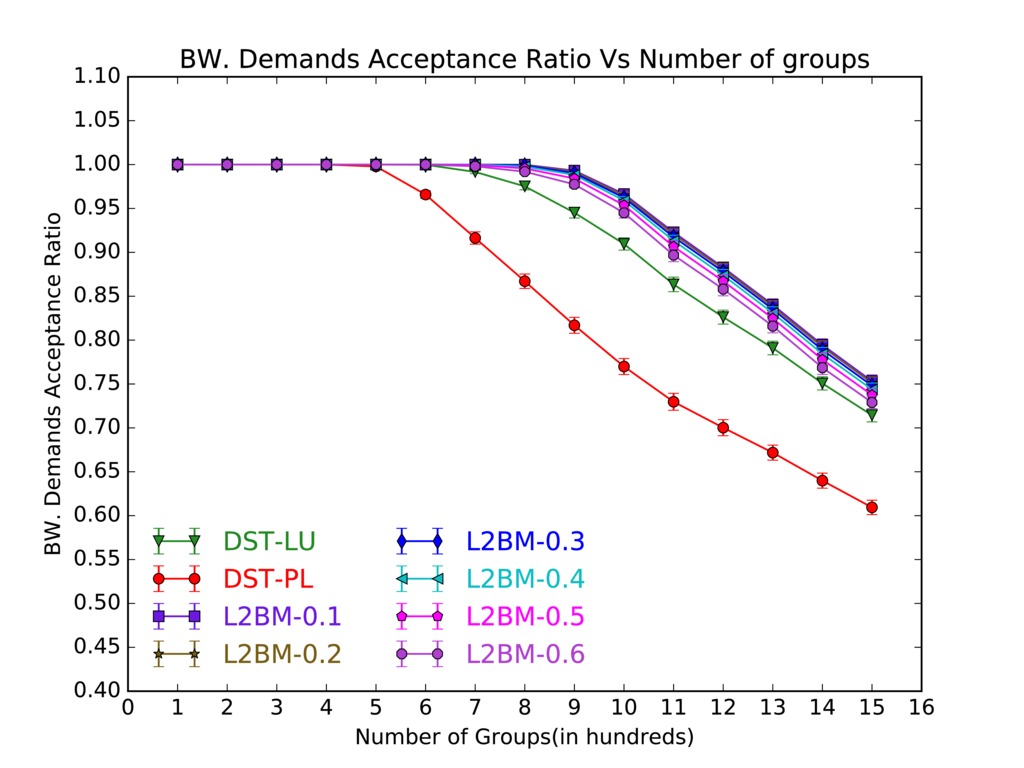 BW. Demands Acceptance Ratio Vs Number of groups
BW. Demands Acceptance Ratio
1.10
1.05
1.00
0.95
0.90
0.85
0.80
0.75
0.70
0.65
0.60
0.55
0.50
0.45
0.40
DST-LU
DST-PL
L2BM-0.1
L2BM-0.2
L2BM-0.3
L2BM-0.4
L2BM-0.5
L2BM-0.6
0 1 2 3 4 5 6 7 8 9 10 11 12 13 14 15 16
Number of Groups(in hundreds)